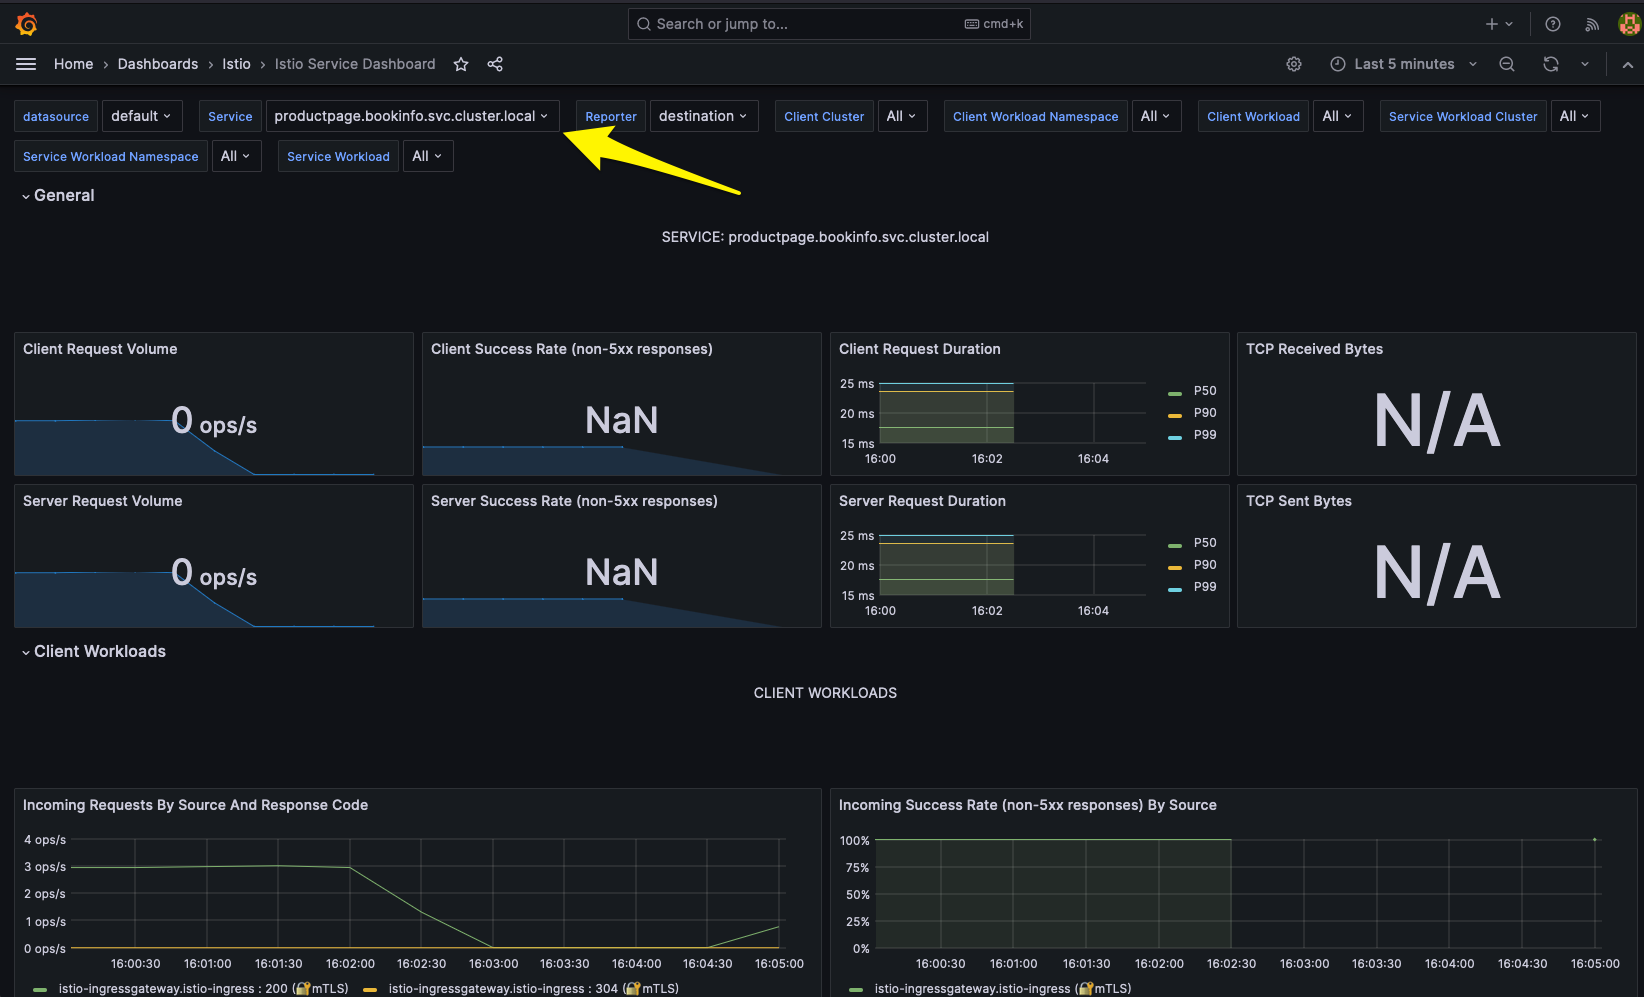 Search or jump to... cmd+k
Home › Dashboards › Istio › Istio Service Dashboard Last 5 minutes
datasource default Service productpage.bookinfo.svc.cluster.local Reporter destination Client Cluster All Client Workload Namespace All Client Workload All Service Workload Cluster All
Service Workload Namespace All Service Workload All
General
SERVICE: productpage.bookinfo.svc.cluster.local
Client Request Volume
0 ops/s
Client Success Rate (non-5xx responses)
NaN
Client Request Duration
25 ms
20 ms
15 ms
16:00 16:02 16:04
P50
P90
P99
TCP Received Bytes
N/A
Server Request Volume
0 ops/s
Server Success Rate (non-5xx responses)
NaN
Server Request Duration
25 ms
20 ms
15 ms
16:00 16:02 16:04
P50
P90
P99
TCP Sent Bytes
N/A
Client Workloads
CLIENT WORKLOADS
Incoming Requests By Source And Response Code
4 ops/s
3 ops/s
2 ops/s
1 ops/s
0 ops/s
16:00:30 16:01:00 16:01:30 16:02:00 16:02:30 16:03:00 16:03:30 16:04:00 16:04:30 16:05:00
istio-ingressgateway.istio-ingress : 200 (🔐mTLS) istio-ingressgateway.istio-ingress : 304 (🔐mTLS)
Incoming Success Rate (non-5xx responses) By Source
100%
75%
50%
25%
0%
16:00:30 16:01:00 16:01:30 16:02:00 16:02:30 16:03:00 16:03:30 16:04:00 16:04:30 16:05:00
istio-ingressgateway.istio-ingress (🔐mTLS)